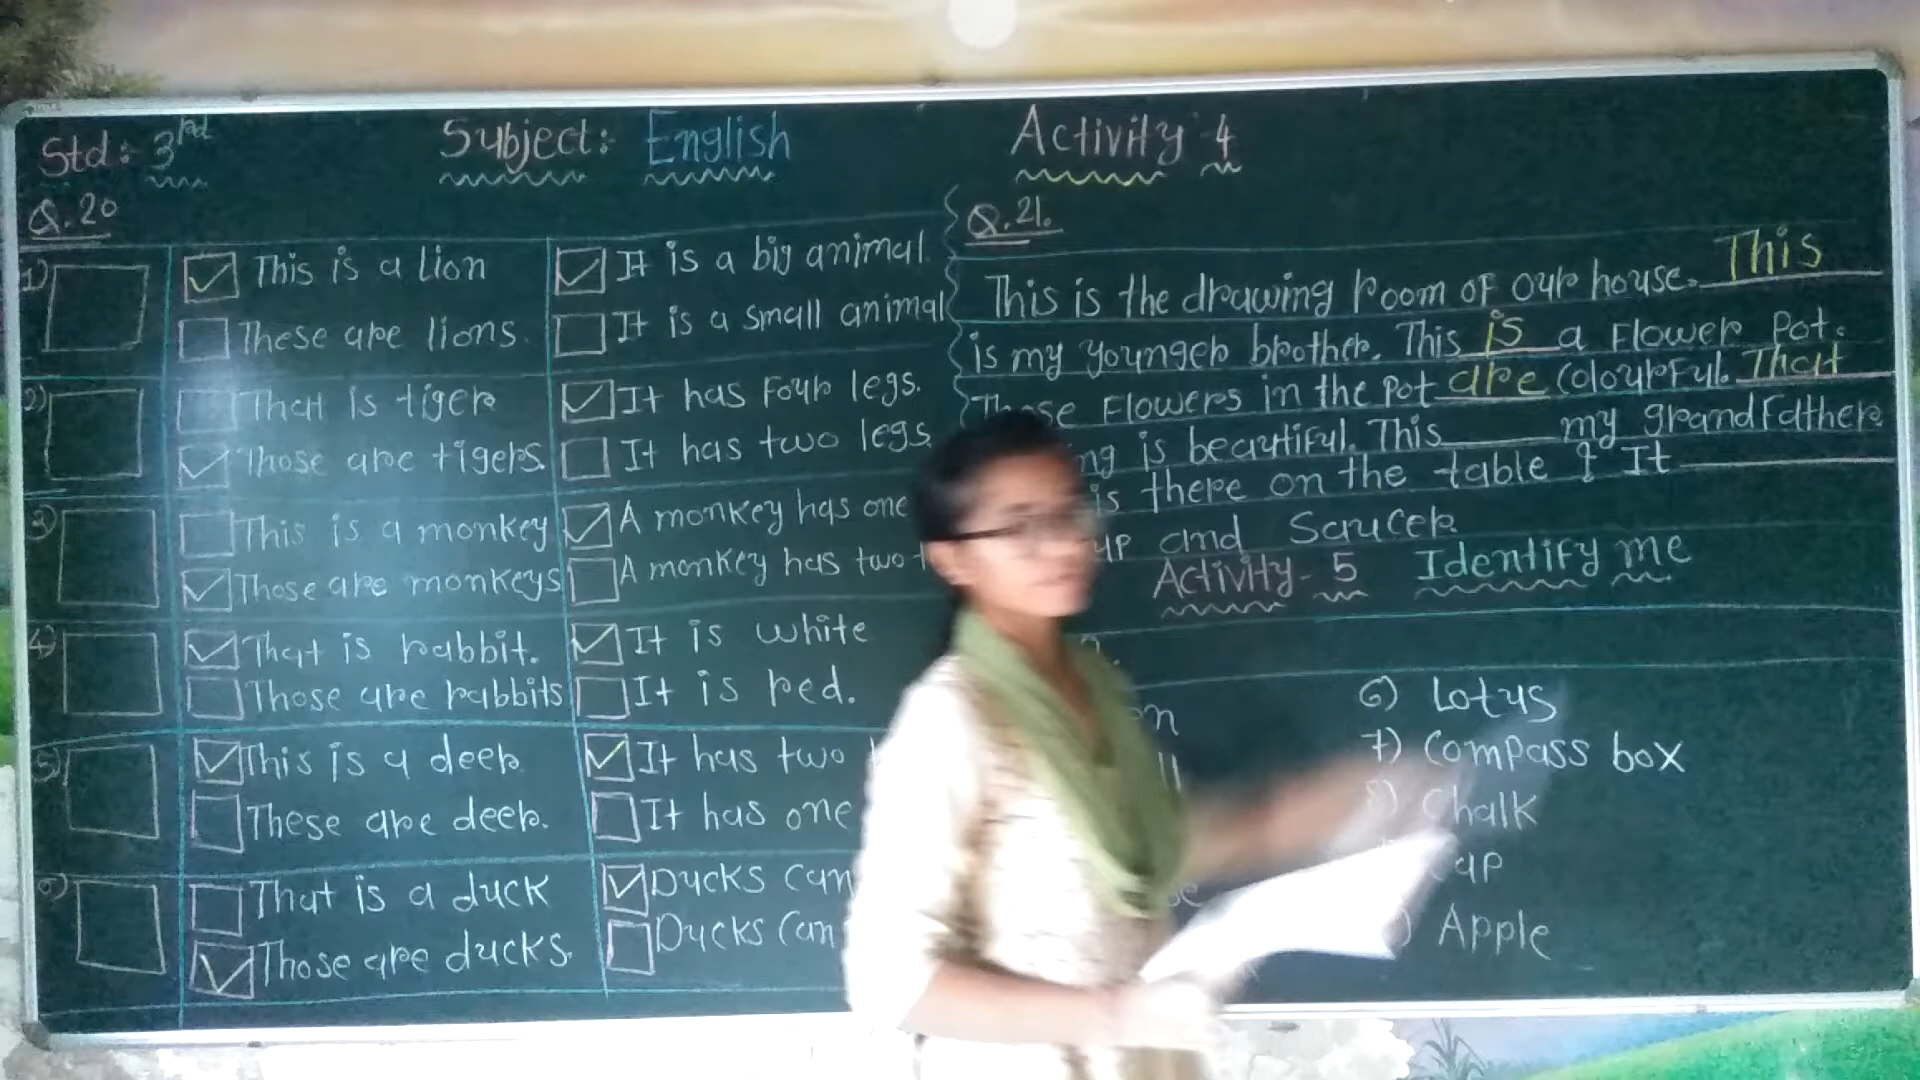 Std: 3rd Subject: English Activity 4
Q.20
1) This is a lion It is a big animal.
These are lions. It is a small animal
2) That is tiger It has four legs.
Those are tigers. It has two legs.
3) This is a monkey A monkey has one
Those are monkeys A monkey has two
4) That is rabbit. It is white
Those are rabbits It is red.
5) This is a deer It has two
These are deer. It has one
6) That is a duck Ducks can
Those are ducks. Ducks can
Q.21.
This is the drawing room of our house. This
is my younger brother. This is a flower pot.
flowers in the pot are colourful. That
is beautiful. This ____ my grandfather
is there on the table ? It ____
and saucer.
Activity-5 Identify me
6) Lotus
7) Compass box
8) Chalk
Apple